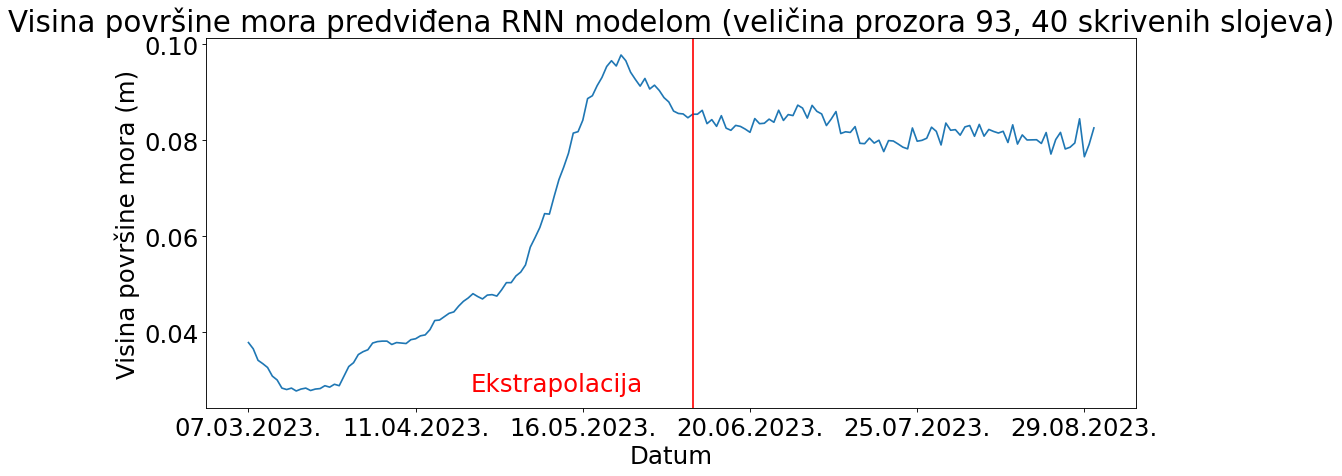 Visina površine mora predviđena RNN modelom (veličina prozora 93, 40 skrivenih slojeva)
Visina površine mora (m)
0.10
0.08
0.06
0.04
Ekstrapolacija
07.03.2023. 11.04.2023. 16.05.2023. 20.06.2023. 25.07.2023. 29.08.2023.
Datum